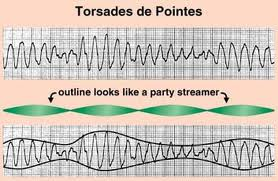 Torsades de Pointes
outline looks like a party streamer